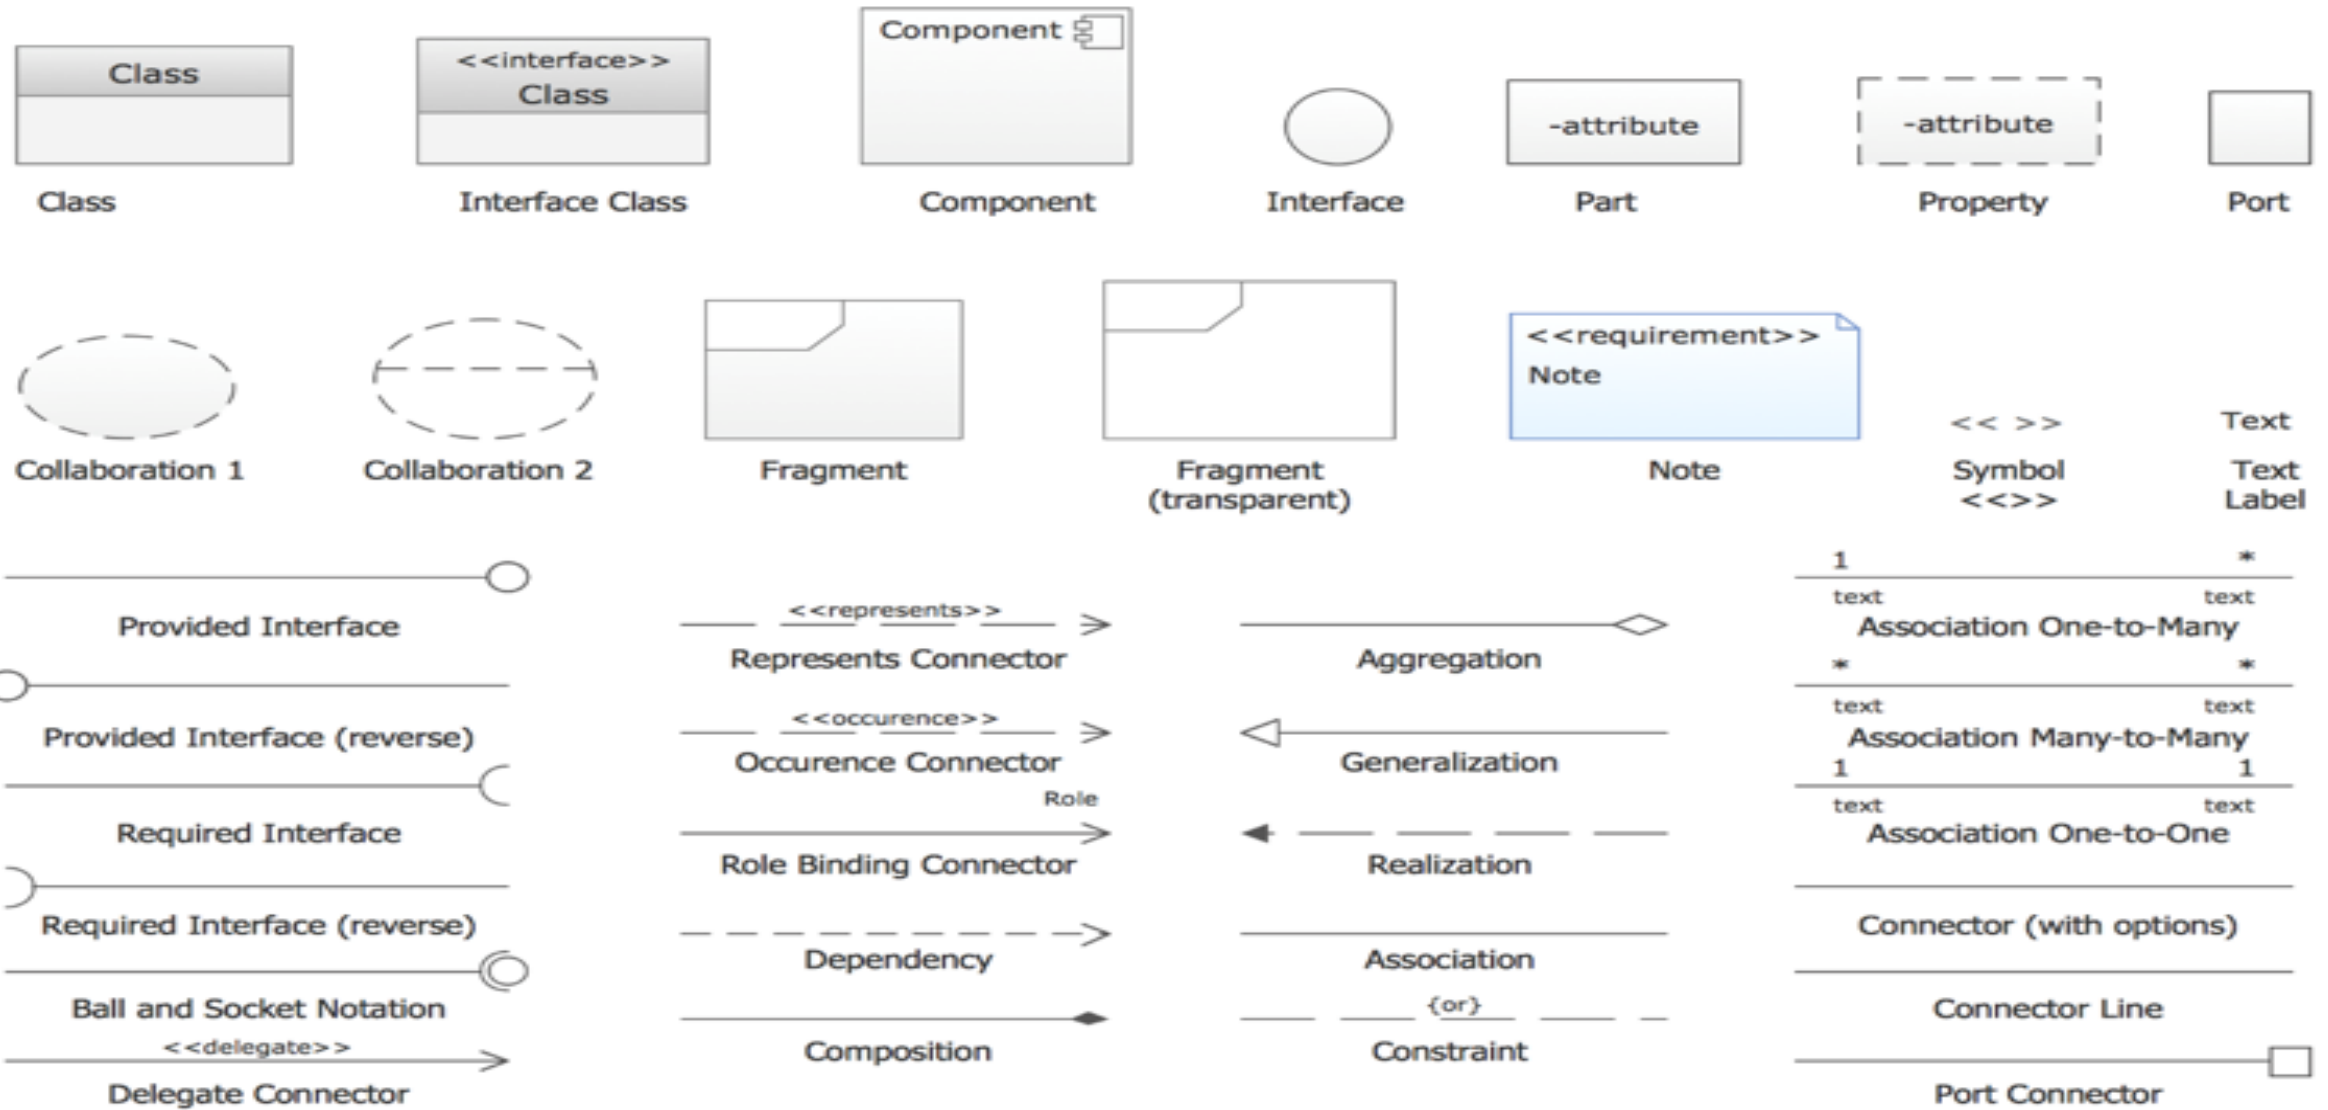 Class
<<interface>>
Class
Component
-attribute
-attribute
Class
Interface Class
Component
Interface
Part
Property
Port
<<requirement>>
Note
<< >>
Text
Collaboration 1
Collaboration 2
Fragment
Fragment
(transparent)
Note
Symbol
<<>>
Text
Label
Provided Interface
Provided Interface (reverse)
Required Interface
Required Interface (reverse)
Ball and Socket Notation
<<delegate>>
Delegate Connector
<<represents>>
Represents Connector
<<occurence>>
Occurence Connector
Role
Role Binding Connector
Dependency
Composition
Aggregation
Generalization
Realization
Association
{or}
Constraint
1 *
text text
Association One-to-Many
* *
text text
Association Many-to-Many
1 1
text text
Association One-to-One
Connector (with options)
Connector Line
Port Connector